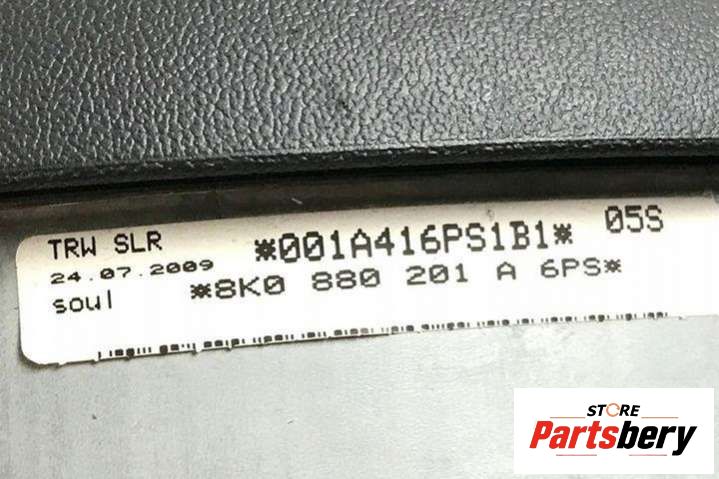 TRW SLR *001A416PS1B1* 05S
24.07.2009 *8K0 880 201 A 6PS*
soul
STORE
Partsbery